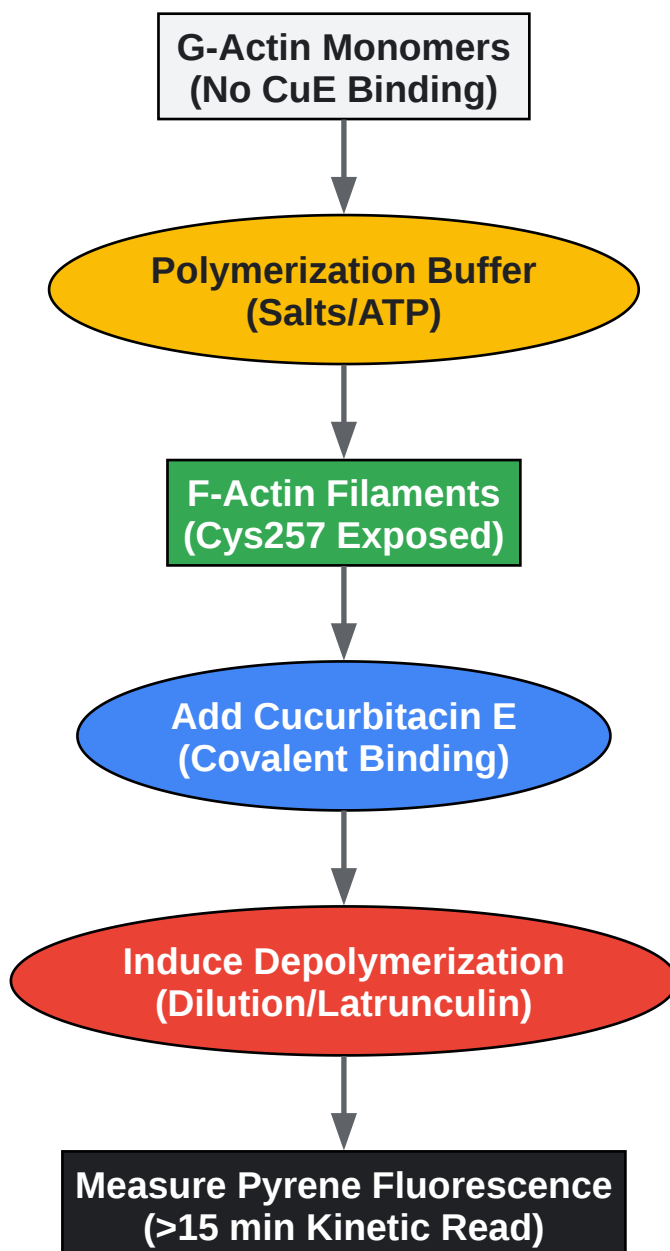 G-Actin Monomers
(No CuE Binding)
Polymerization Buffer
(Salts/ATP)
F-Actin Filaments
(Cys257 Exposed)
Add Cucurbitacin E
(Covalent Binding)
Induce Depolymerization
(Dilution/Latrunculin)
Measure Pyrene Fluorescence
(>15 min Kinetic Read)